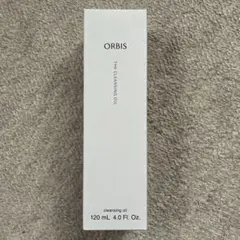 ORBIS
THE CLEANSING OIL
cleansing oil
120 mL 4.0 Fl. Oz.